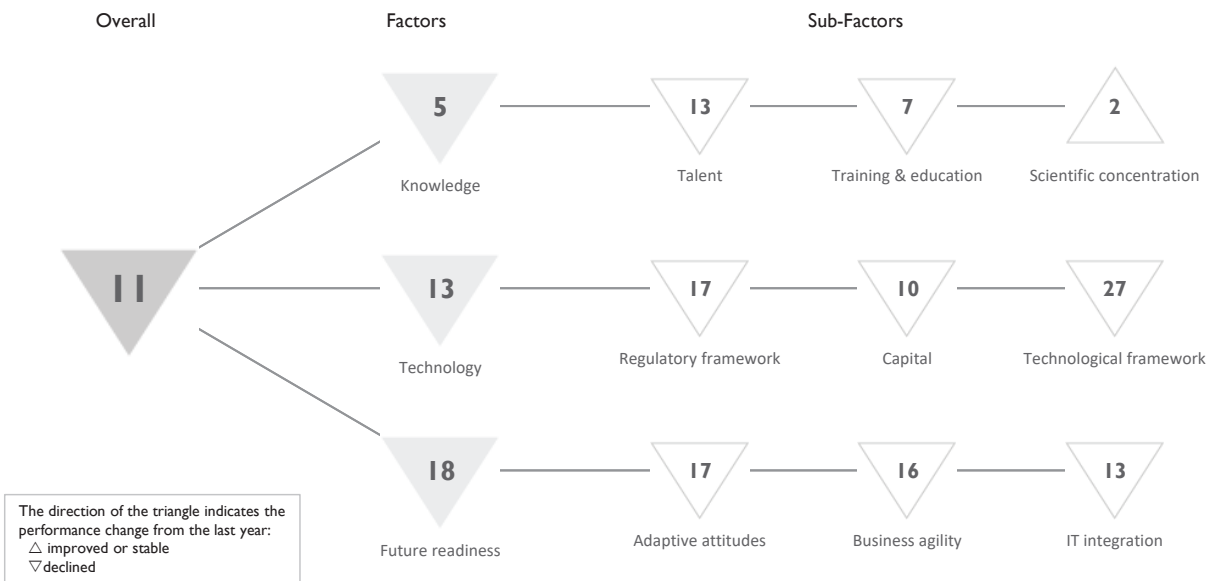 Overall Factors Sub-Factors
5 13 7 2
Knowledge Talent Training & education Scientific concentration
11 13 17 10 27
Technology Regulatory framework Capital Technological framework
18 17 16 13
Future readiness Adaptive attitudes Business agility IT integration
The direction of the triangle indicates the
performance change from the last year:
△ improved or stable
▽ declined